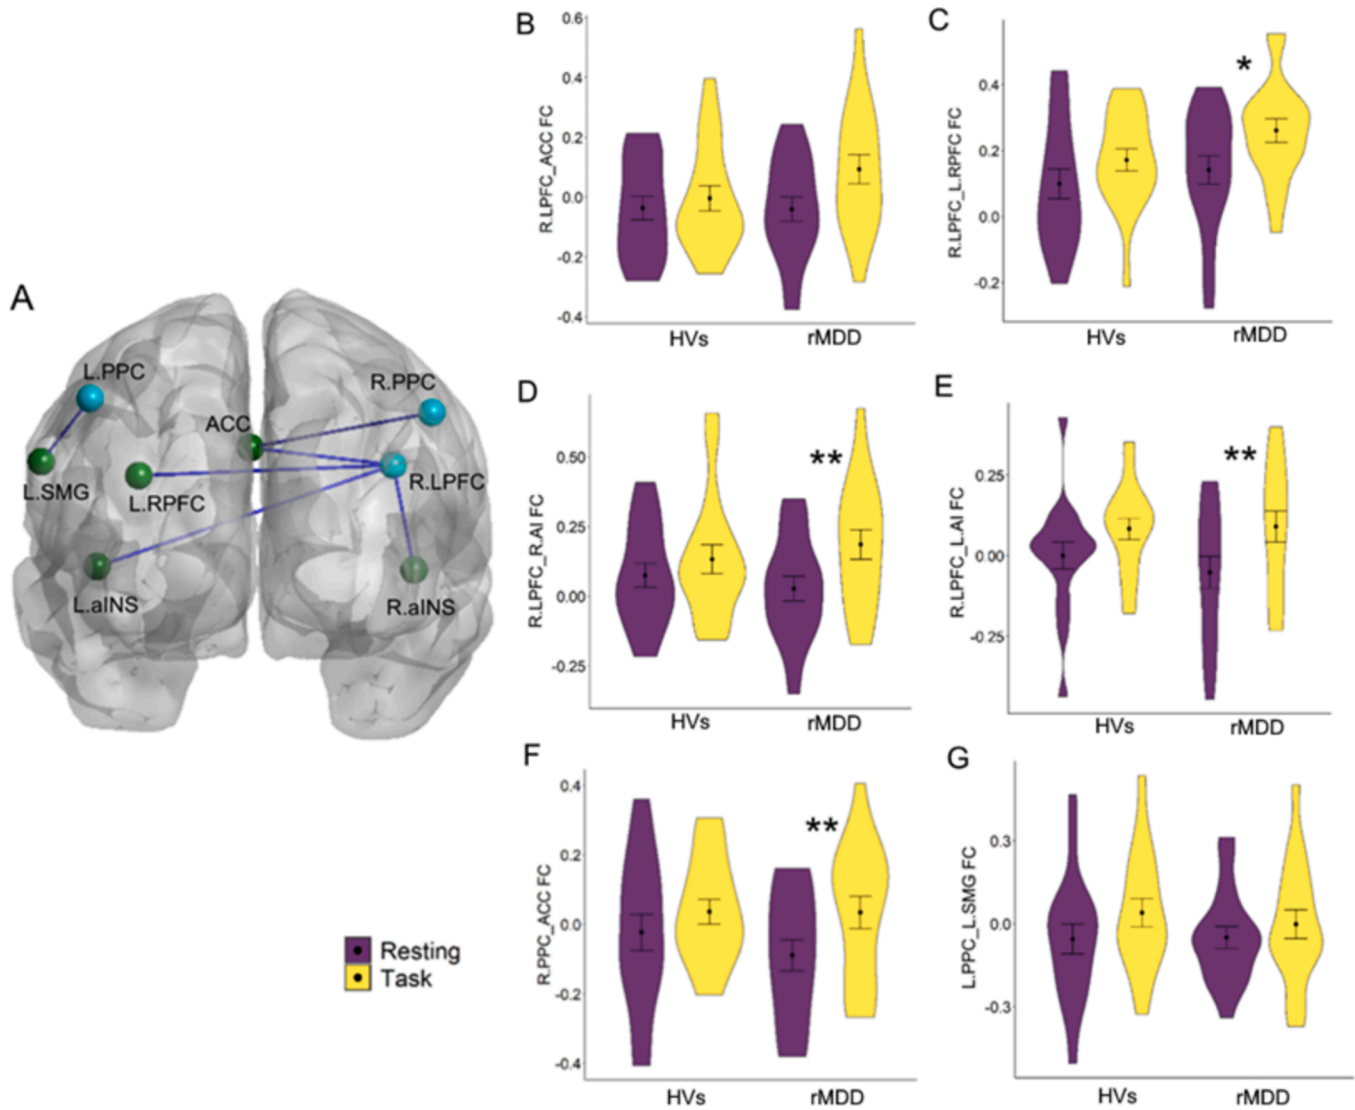 A
L.PPC
R.PPC
ACC
L.SMG
L.RPFC
R.LPFC
L.aINS
R.aINS
Resting
Task
B
R.LPFC_ACC FC
0.6
0.4
0.2
0.0
-0.2
-0.4
HVs
rMDD
C
R.LPFC_L.RPFC FC
0.4
0.2
0.0
-0.2
*
HVs
rMDD
D
R.LPFC_R.AI FC
0.50
0.25
0.00
-0.25
**
HVs
rMDD
E
R.LPFC_L.AI FC
0.25
0.00
-0.25
**
HVs
rMDD
F
R.PPC_ACC FC
0.4
0.2
0.0
-0.2
-0.4
**
HVs
rMDD
G
L.PPC_L.SMG FC
0.3
0.0
-0.3
HVs
rMDD